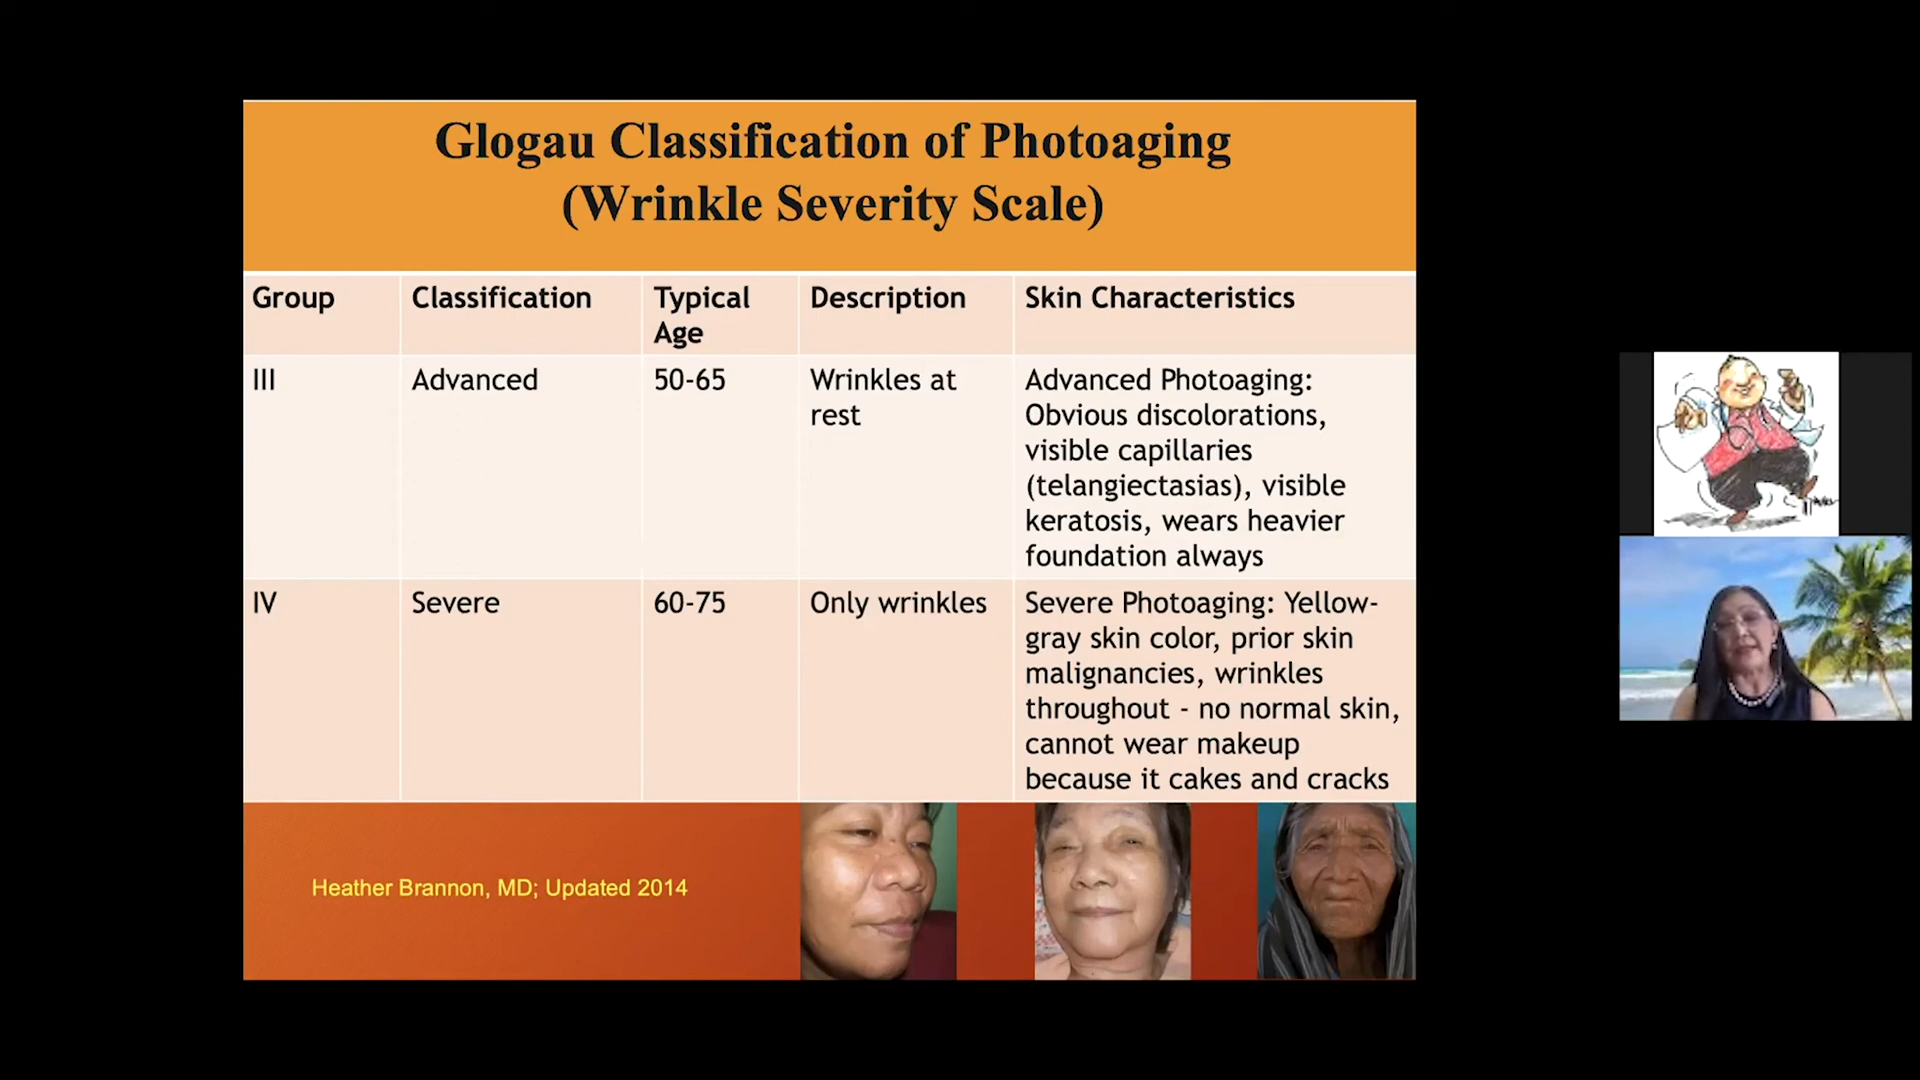 Glogau Classification of Photoaging
(Wrinkle Severity Scale)
Group
Classification
Typical
Age
Description
Skin Characteristics
III
Advanced
50-65
Wrinkles at
rest
Advanced Photoaging:
Obvious discolorations,
visible capillaries
(telangiectasias), visible
keratosis, wears heavier
foundation always
IV
Severe
60-75
Only wrinkles
Severe Photoaging: Yellow-
gray skin color, prior skin
malignancies, wrinkles
throughout - no normal skin,
cannot wear makeup
because it cakes and cracks
Heather Brannon, MD; Updated 2014